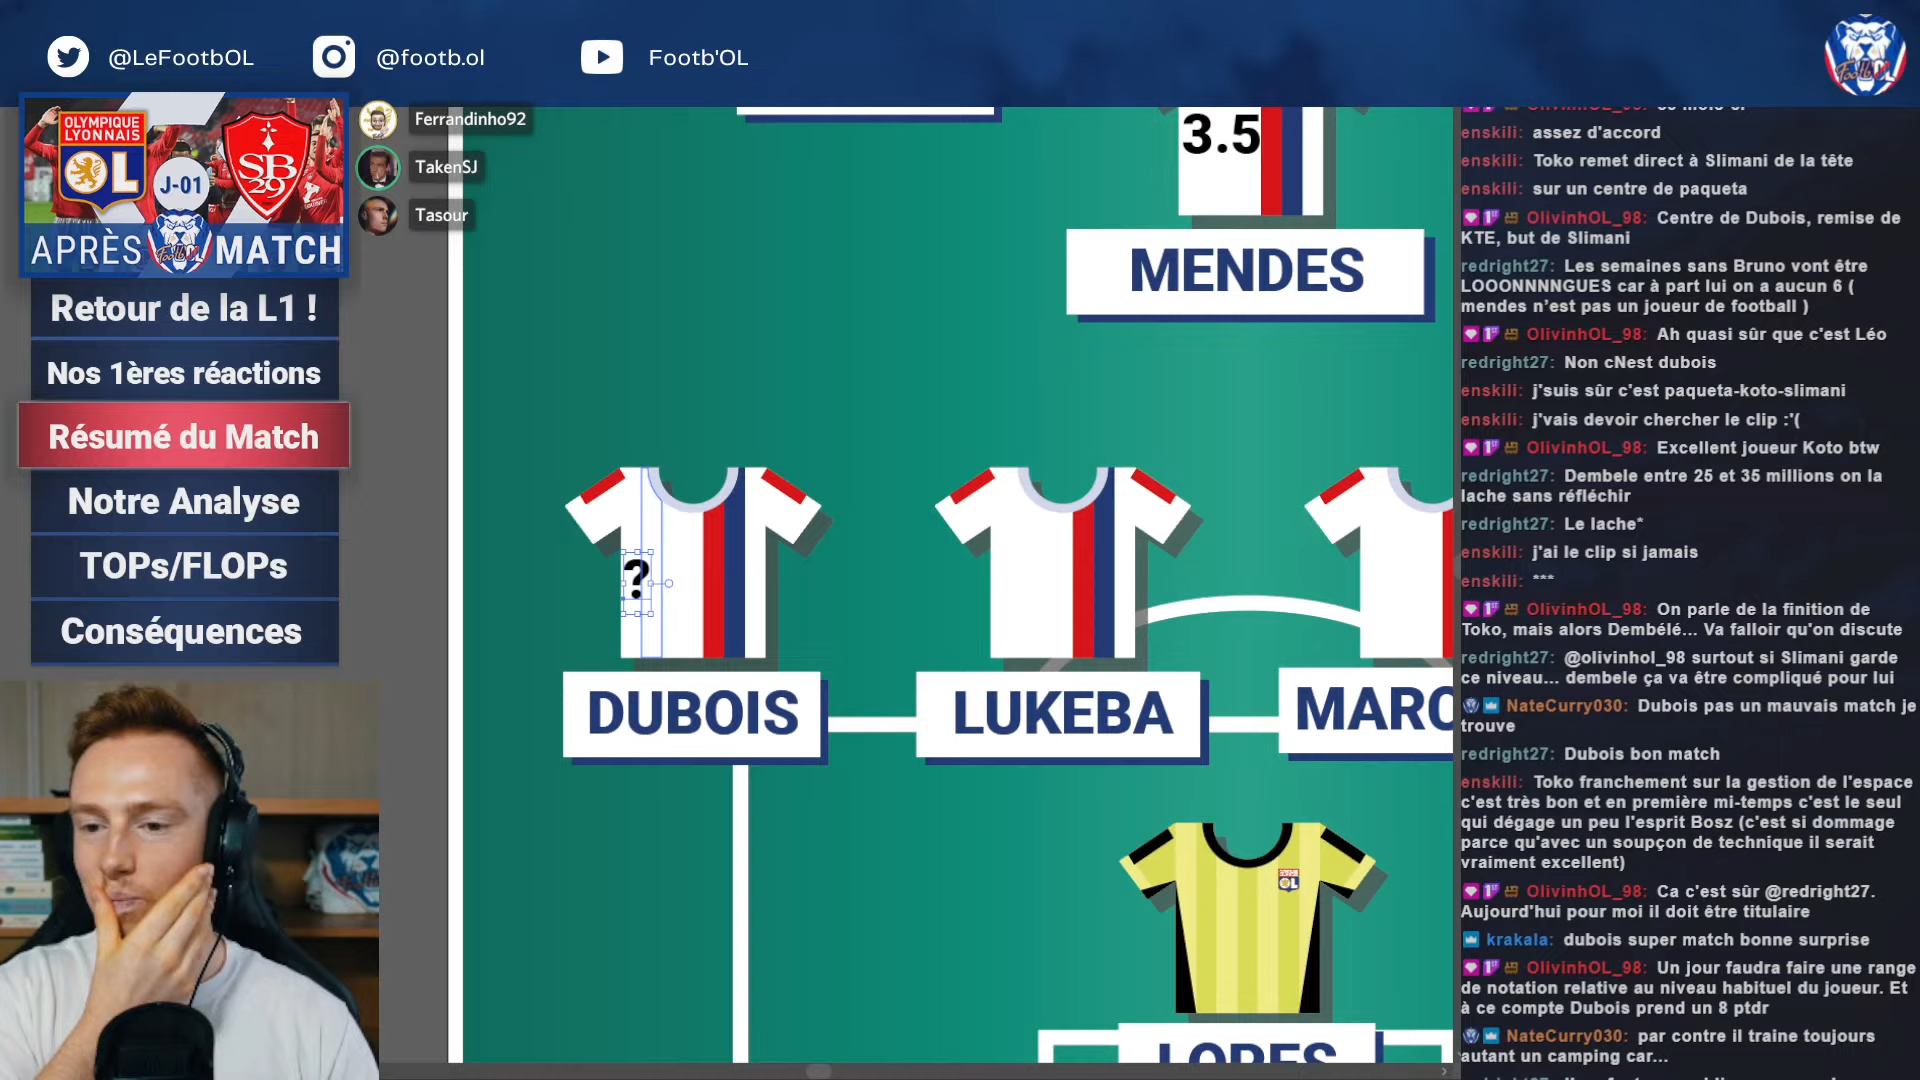 @LeFootbOL
@footb.ol
Footb'OL
OLYMPIQUE
LYONNAIS
OL
J-01
SB
29
APRÈS MATCH
Retour de la L1 !
Nos 1ères réactions
Résumé du Match
Notre Analyse
TOPs/FLOPs
Conséquences
Ferrandinho92
TakenSJ
Tasour
3.5
MENDES
?
DUBOIS
LUKEBA
MARC
OL
LOPES
enskili: assez d'accord
enskili: Toko remet direct à Slimani de la tête
enskili: sur un centre de paqueta
OlivinhOL_98: Centre de Dubois, remise de
KTE, but de Slimani
redright27: Les semaines sans Bruno vont être
LOOONNNNGUES car à part lui on a aucun 6 (
mendes n'est pas un joueur de football )
OlivinhOL_98: Ah quasi sûr que c'est Léo
redright27: Non cNest dubois
enskili: j'suis sûr c'est paqueta-koto-slimani
enskili: j'vais devoir chercher le clip :'(
OlivinhOL_98: Excellent joueur Koto btw
redright27: Dembele entre 25 et 35 millions on la
lache sans réfléchir
redright27: Le lache*
enskili: j'ai le clip si jamais
enskili: ***
OlivinhOL_98: On parle de la finition de
Toko, mais alors Dembélé... Va falloir qu'on discute
redright27: @olivinhol_98 surtout si Slimani garde
ce niveau... dembele ça va être compliqué pour lui
NateCurry030: Dubois pas un mauvais match je
trouve
redright27: Dubois bon match
enskili: Toko franchement sur la gestion de l'espace
c'est très bon et en première mi-temps c'est le seul
qui dégage un peu l'esprit Bosz (c'est si dommage
parce qu'avec un soupçon de technique il serait
vraiment excellent)
OlivinhOL_98: Ca c'est sûr @redright27.
Aujourd'hui pour moi il doit être titulaire
krakala: dubois super match bonne surprise
OlivinhOL_98: Un jour faudra faire une range
de notation relative au niveau habituel du joueur. Et
à ce compte Dubois prend un 8 ptdr
NateCurry030: par contre il traine toujours
autant un camping car...